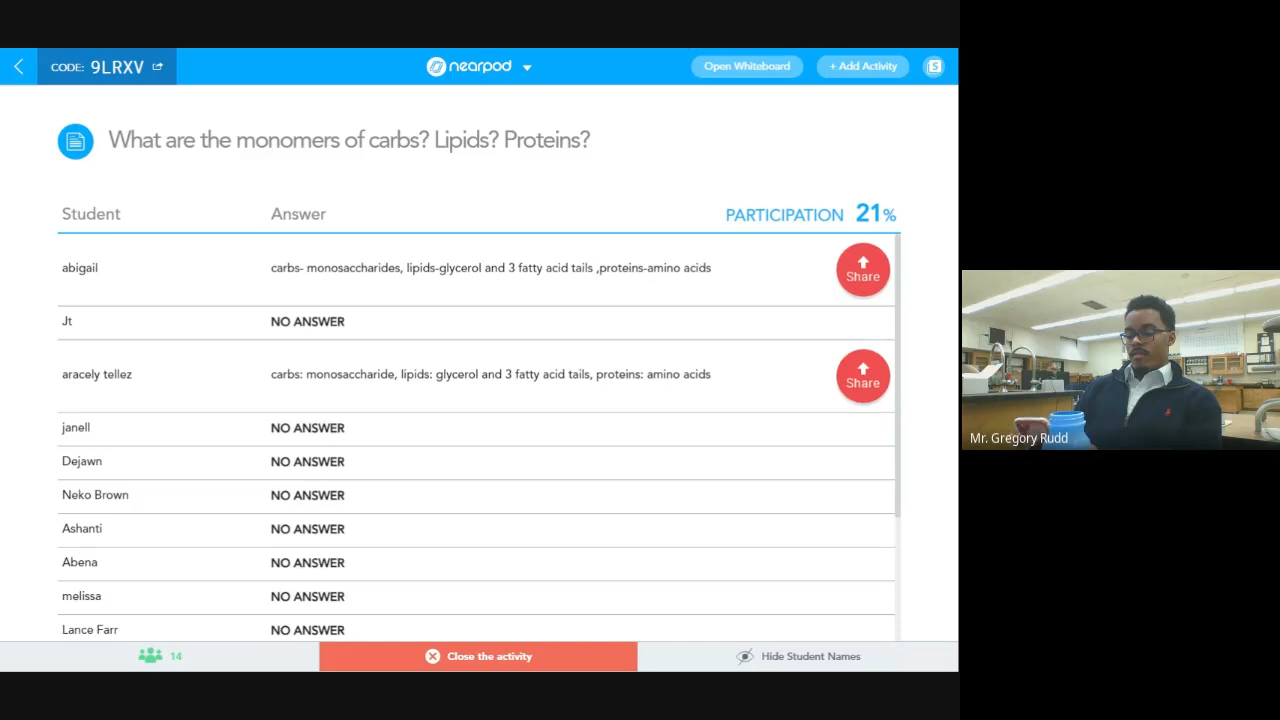 CODE: 9LRXV
nearpod
Open Whiteboard
+ Add Activity
S
What are the monomers of carbs? Lipids? Proteins?
Student Answer PARTICIPATION 21%
abigail carbs- monosaccharides, lipids-glycerol and 3 fatty acid tails ,proteins-amino acids Share
Jt NO ANSWER
aracely tellez carbs: monosaccharide, lipids: glycerol and 3 fatty acid tails, proteins: amino acids Share
janell NO ANSWER
Dejawn NO ANSWER
Neko Brown NO ANSWER
Ashanti NO ANSWER
Abena NO ANSWER
melissa NO ANSWER
Lance Farr NO ANSWER
14 Close the activity Hide Student Names
Mr. Gregory Rudd